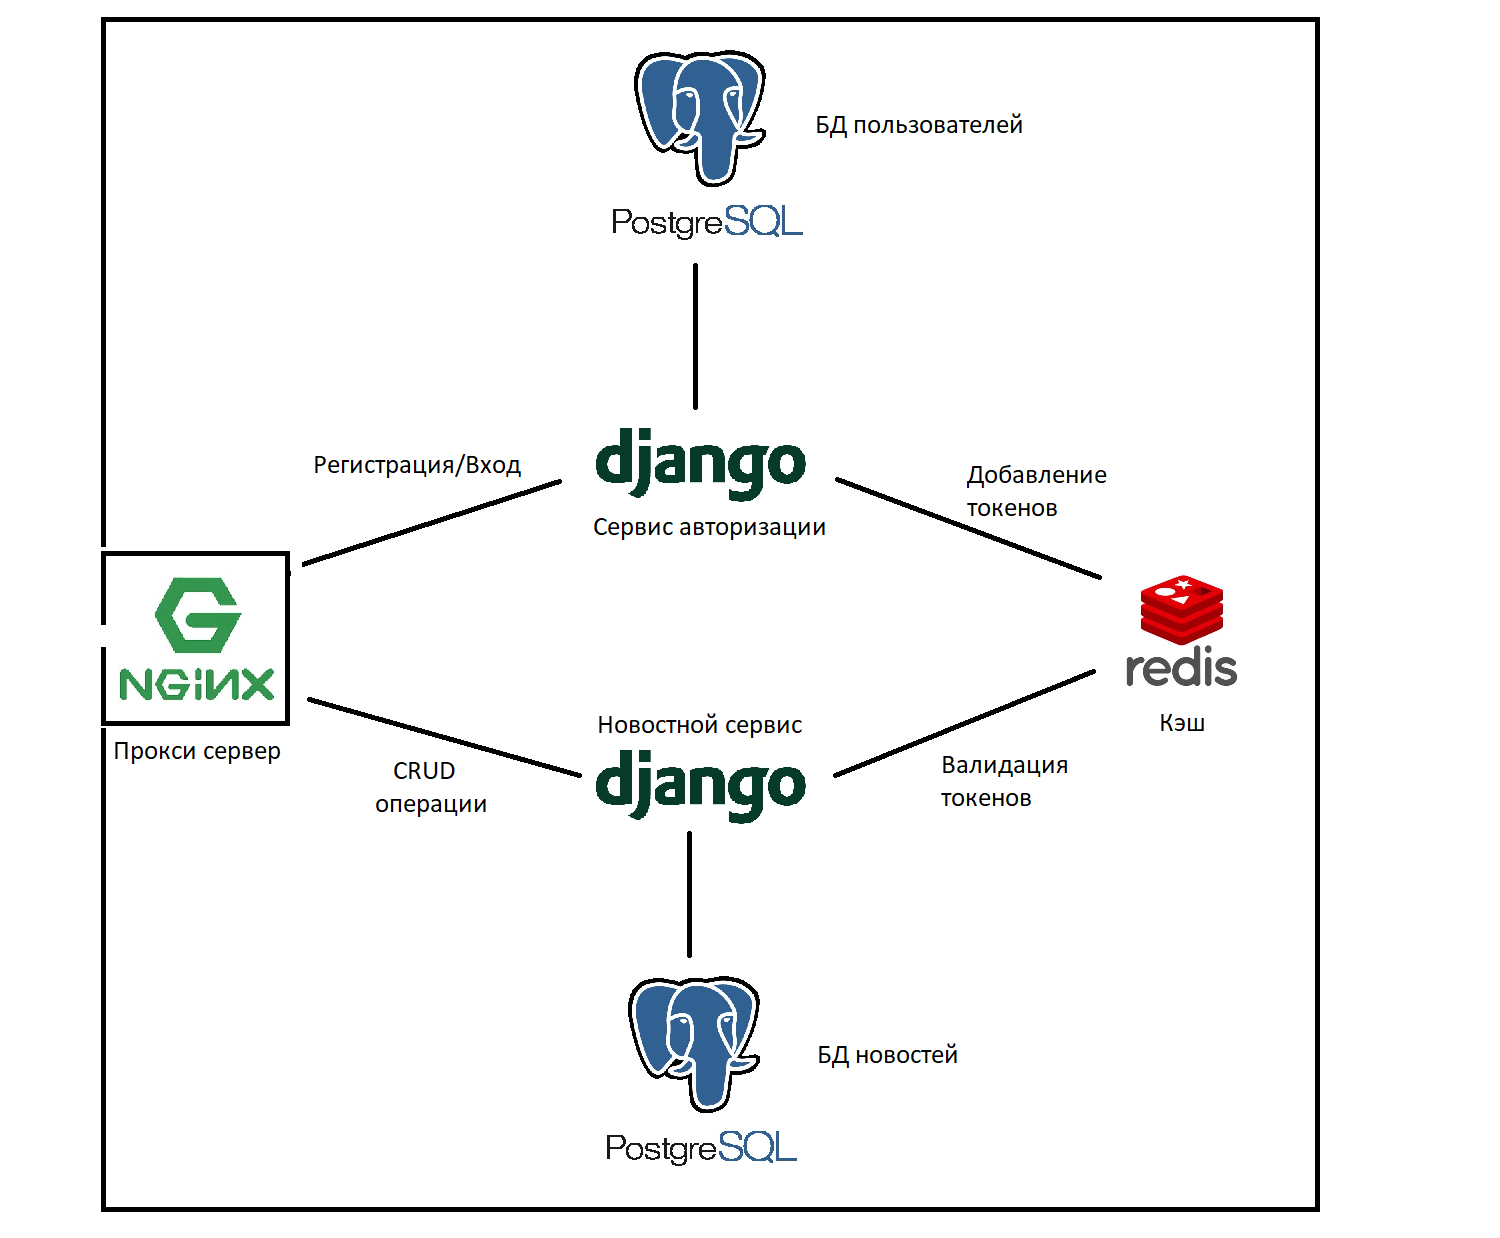 БД пользователей
PostgreSQL
Регистрация/Вход
django
Сервис авторизации
Добавление
токенов
NGiNX
Прокси сервер
redis
Кэш
Новостной сервис
django
CRUD
операции
Валидация
токенов
БД новостей
PostgreSQL